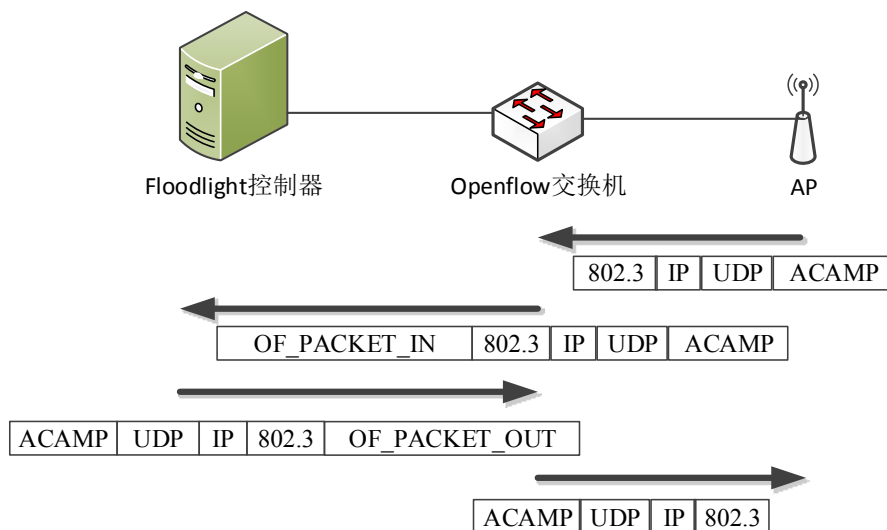 Floodlight控制器 Openflow交换机 AP
802.3 IP UDP ACAMP
OF_PACKET_IN 802.3 IP UDP ACAMP
ACAMP UDP IP 802.3 OF_PACKET_OUT
ACAMP UDP IP 802.3